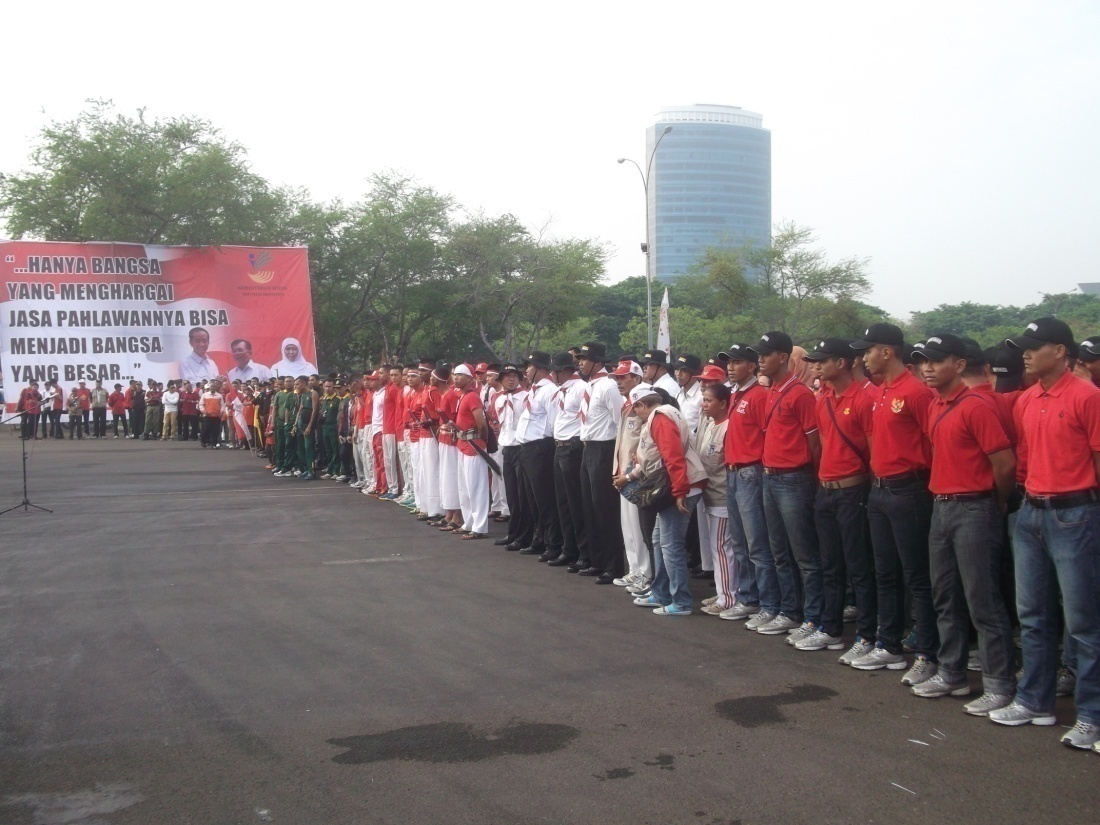 “...HANYA BANGSA
YANG MENGHARGAI
JASA PAHLAWANNYA BISA
MENJADI BANGSA
YANG BESAR...”